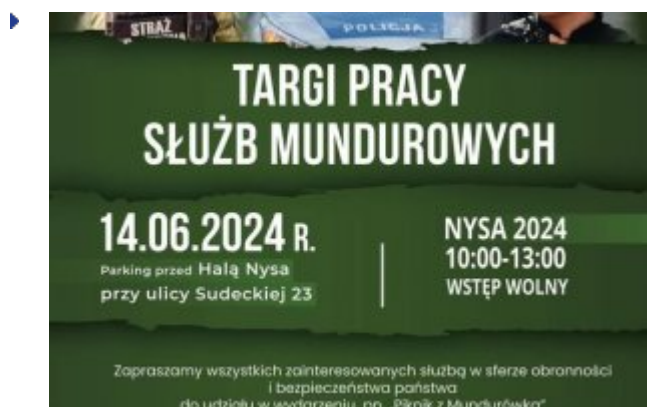 STRAŻ
POLICJA
TARGI PRACY
SŁUŻB MUNDUROWYCH
14.06.2024 R.
Parking przed Halą Nysa
przy ulicy Sudeckiej 23
NYSA 2024
10:00-13:00
WSTĘP WOLNY
Zapraszamy wszystkich zainteresowanych służbą w sferze obronności
i bezpieczeństwa państwa
do udziału w wydarzeniu pn. „Piknik z Mundurówką"